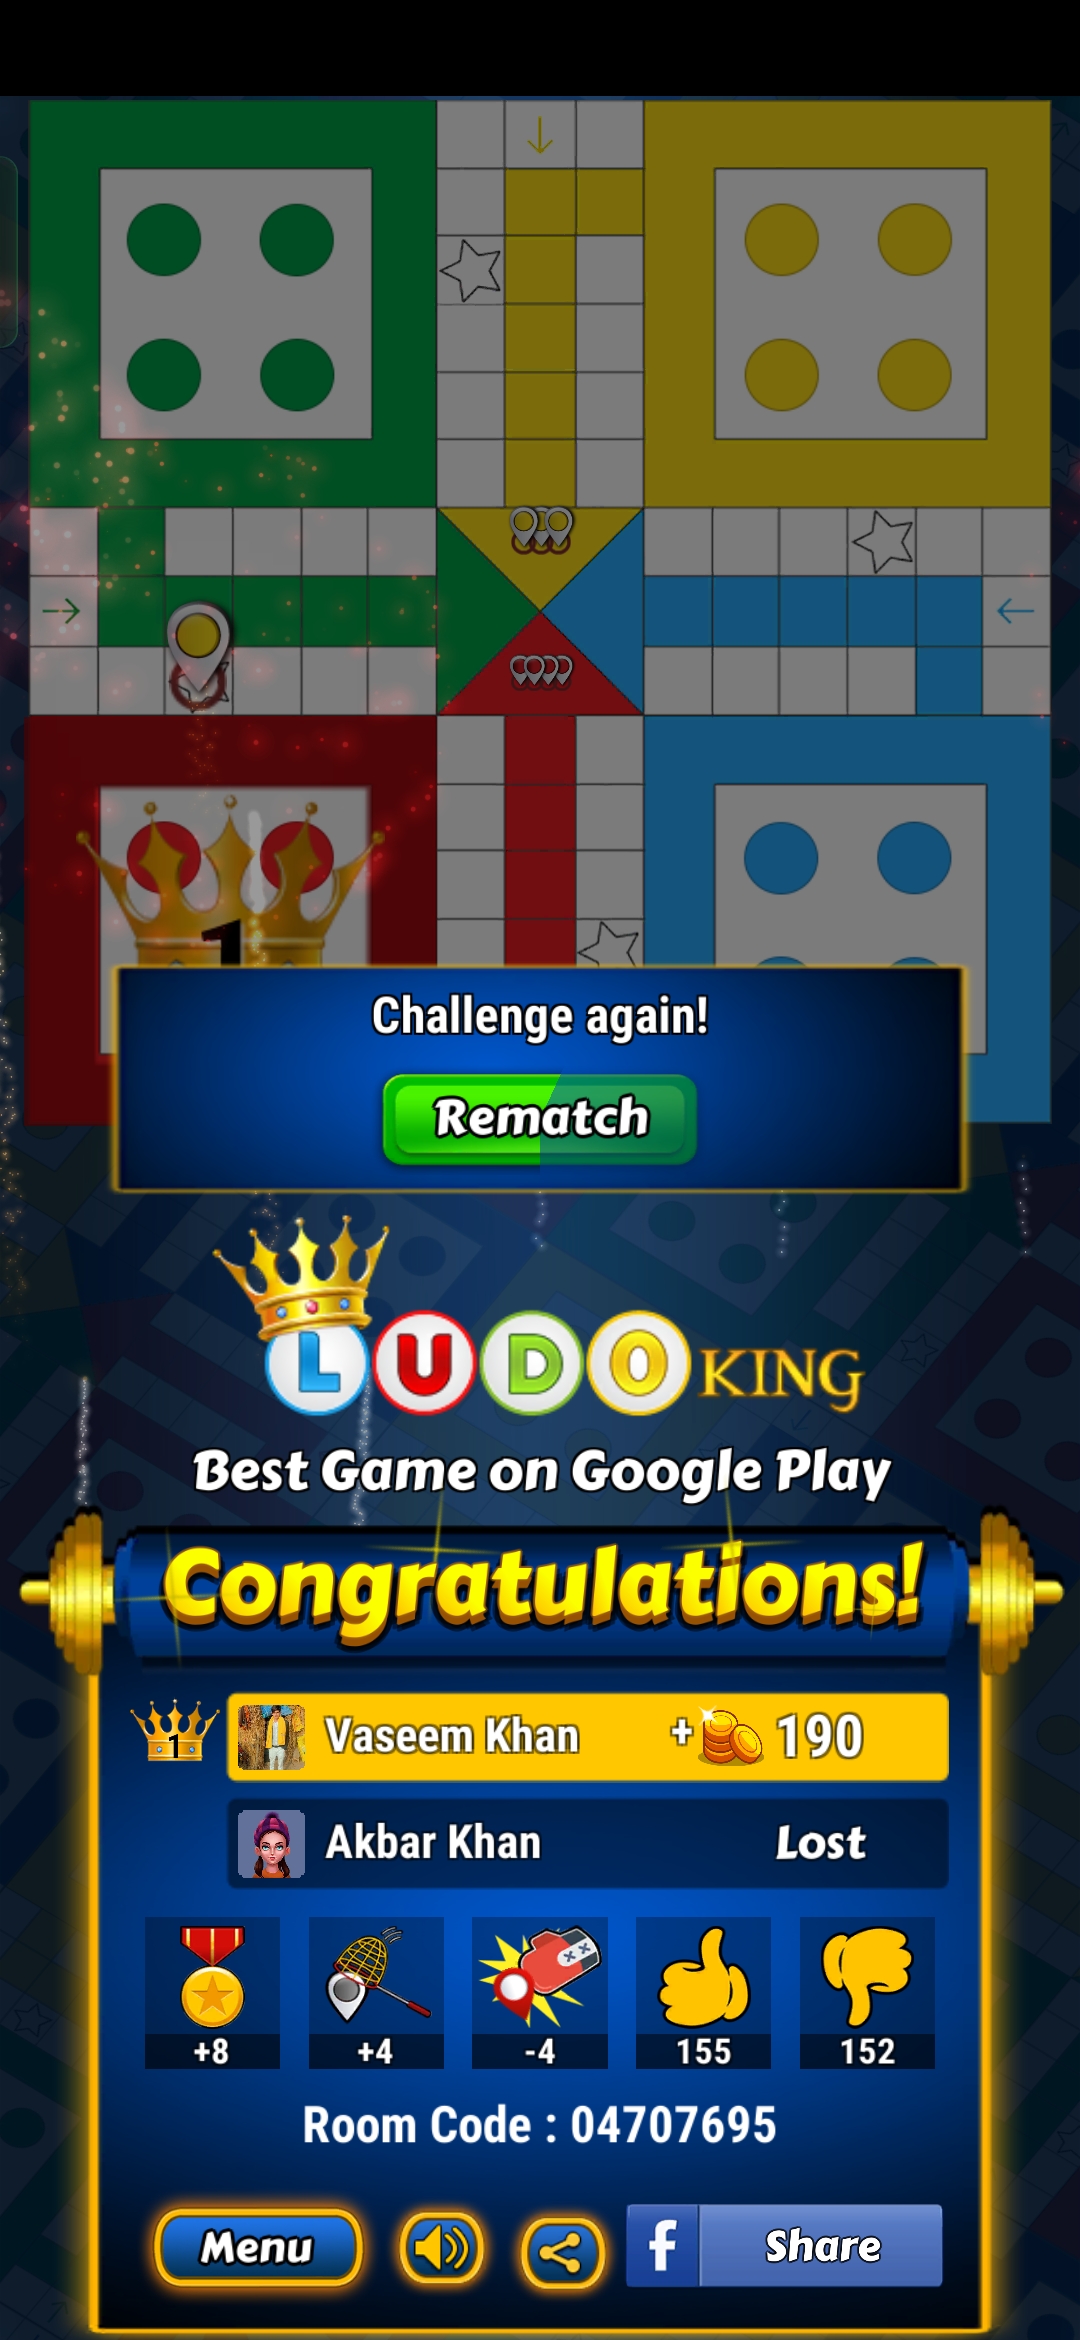 1
Challenge again!
Rematch
LUDO KING
Best Game on Google Play
Congratulations!
1 Vaseem Khan + 190
Akbar Khan Lost
+8 +4 -4 155 152
Room Code : 04707695
Menu f Share